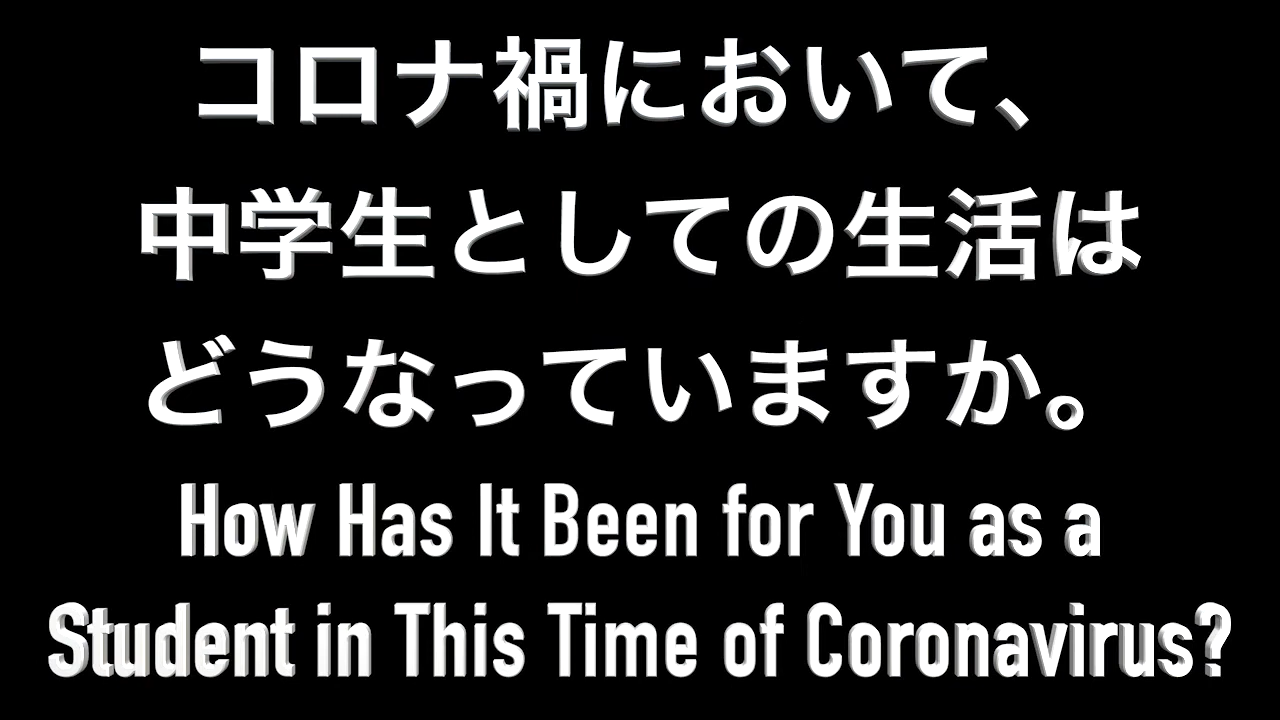 コロナ禍において、
中学生としての生活は
どうなっていますか。
How Has It Been for You as a
Student in This Time of Coronavirus?